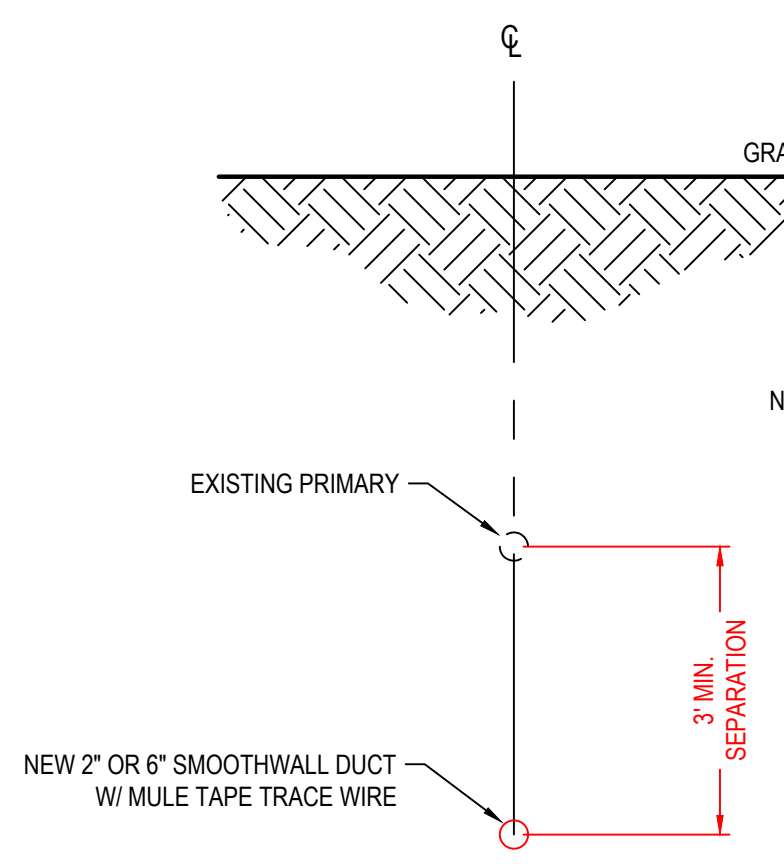 ℄
EXISTING PRIMARY
3' MIN.
SEPARATION
NEW 2" OR 6" SMOOTHWALL DUCT
W/ MULE TAPE TRACE WIRE